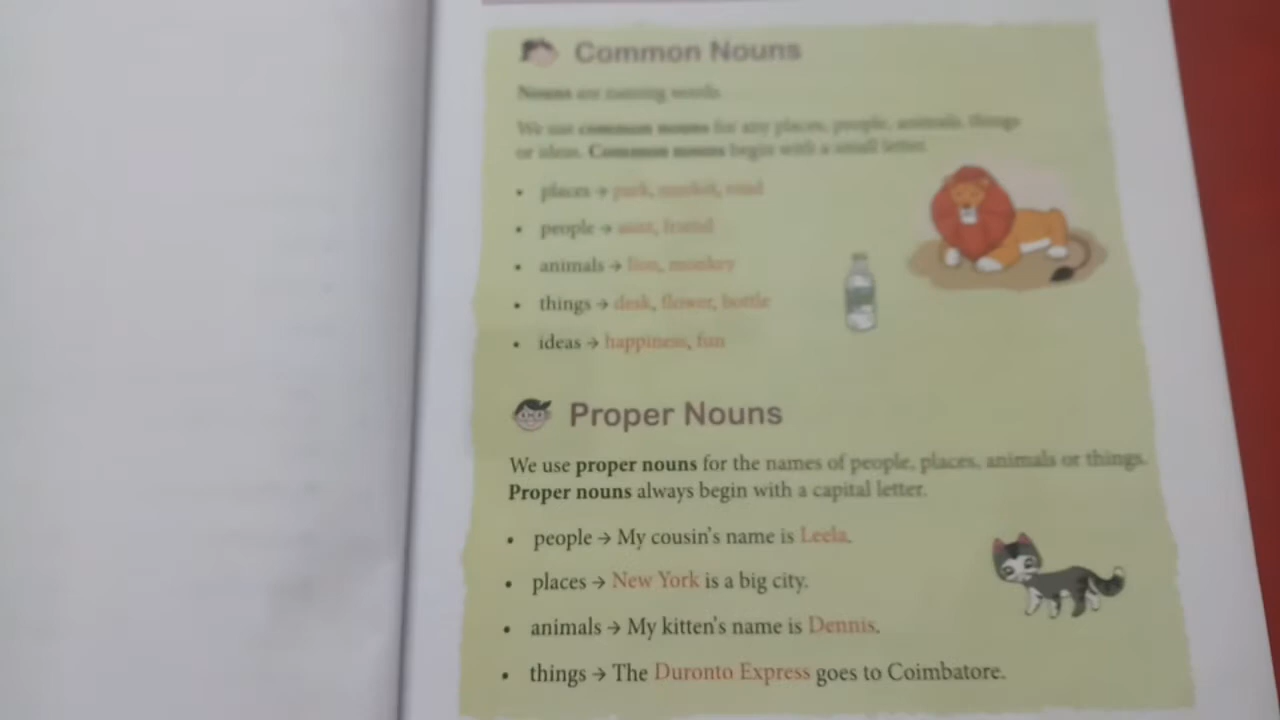 Common Nouns
Nouns are naming words
We use common nouns for any places, people, animals, things
or ideas. Common nouns begin with a small letter.
• places → park, market, road
• people → aunt, friend
• animals → lion, monkey
• things → desk, flower, bottle
• ideas → happiness, fun
Proper Nouns
We use proper nouns for the names of people, places, animals or things.
Proper nouns always begin with a capital letter.
• people → My cousin's name is Leela.
• places → New York is a big city.
• animals → My kitten's name is Dennis.
• things → The Duronto Express goes to Coimbatore.